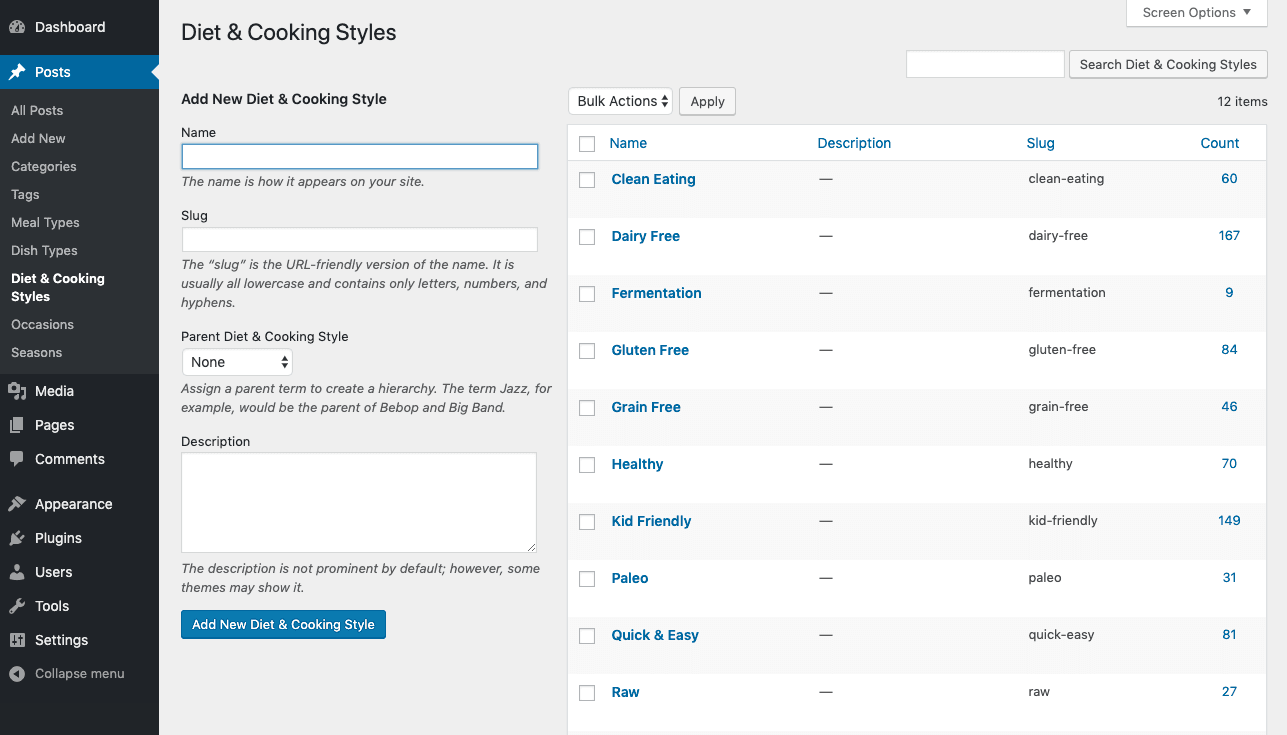 Dashboard
Posts
All Posts
Add New
Categories
Tags
Meal Types
Dish Types
Diet & Cooking
Styles
Occasions
Seasons
Media
Pages
Comments
Appearance
Plugins
Users
Tools
Settings
Collapse menu
Screen Options
Diet & Cooking Styles
Search Diet & Cooking Styles
Add New Diet & Cooking Style
Name
The name is how it appears on your site.
Slug
The “slug” is the URL-friendly version of the name. It is
usually all lowercase and contains only letters, numbers, and
hyphens.
Parent Diet & Cooking Style
None
Assign a parent term to create a hierarchy. The term Jazz, for
example, would be the parent of Bebop and Big Band.
Description
The description is not prominent by default; however, some
themes may show it.
Add New Diet & Cooking Style
Bulk Actions Apply 12 items
Name Description Slug Count
Clean Eating — clean-eating 60
Dairy Free — dairy-free 167
Fermentation — fermentation 9
Gluten Free — gluten-free 84
Grain Free — grain-free 46
Healthy — healthy 70
Kid Friendly — kid-friendly 149
Paleo — paleo 31
Quick & Easy — quick-easy 81
Raw — raw 27